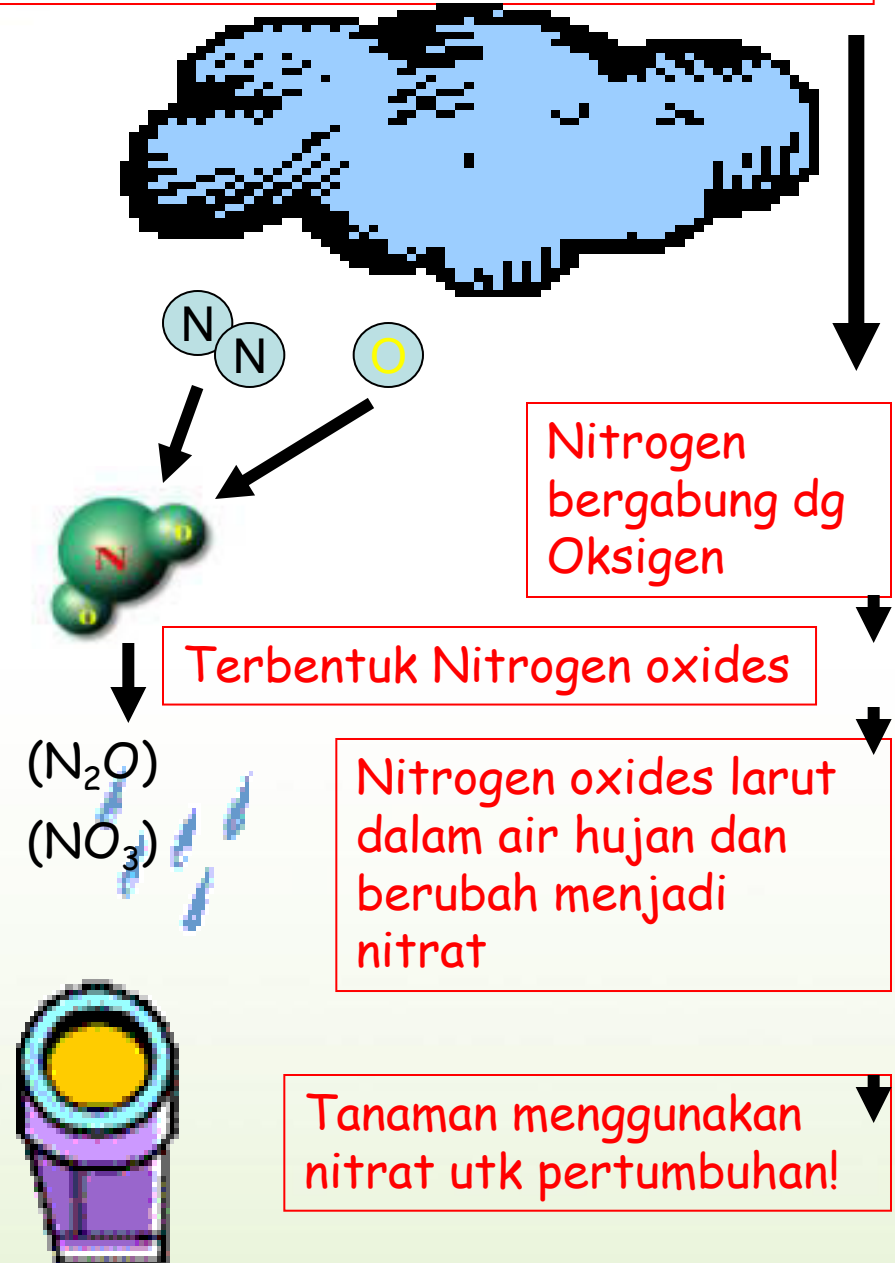 N
N
O
N
O
O
Nitrogen
bergabung dg
Oksigen
Terbentuk Nitrogen oxides
(N₂O)
(NO₃)
Nitrogen oxides larut
dalam air hujan dan
berubah menjadi
nitrat
Tanaman menggunakan
nitrat utk pertumbuhan!